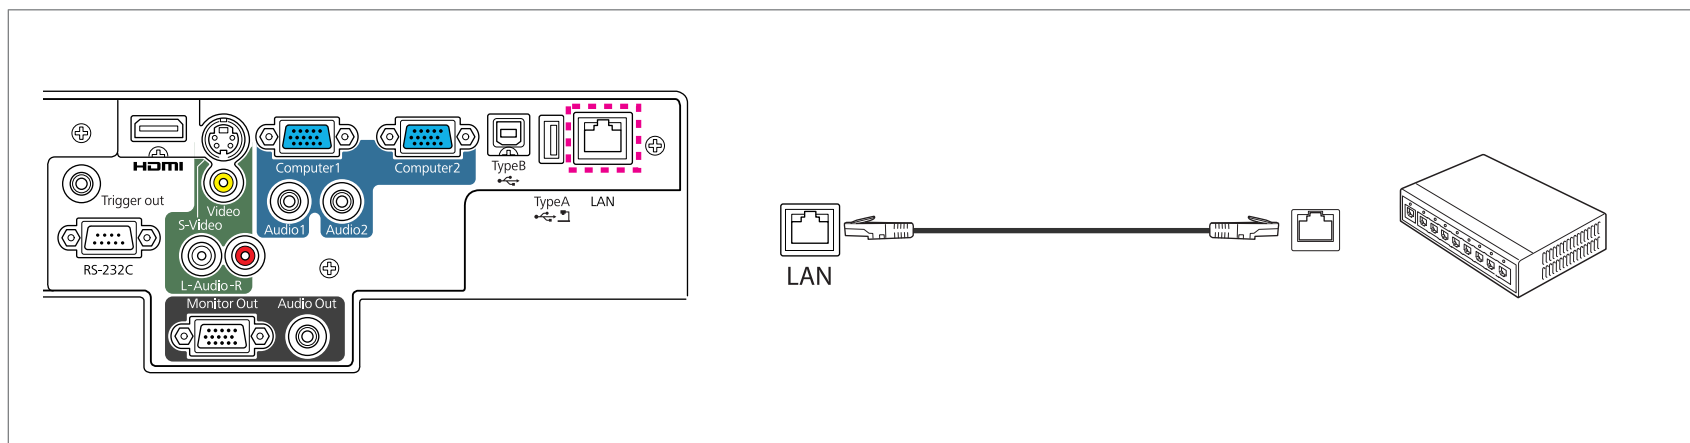 HDMI
Computer1
Computer2
TypeB
Trigger out
Video
TypeA
LAN
S-Video
Audio1
Audio2
RS-232C
L-Audio-R
LAN
Monitor Out
Audio Out